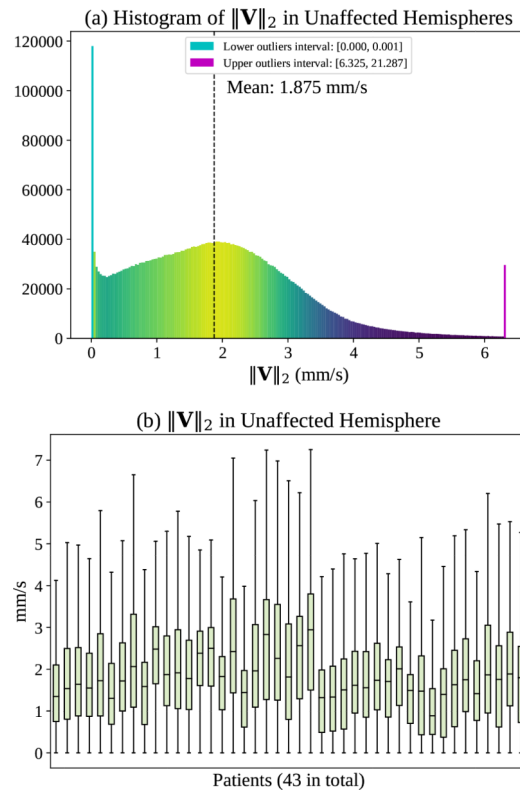 (a) Histogram of ‖V‖₂ in Unaffected Hemispheres
120000
Lower outliers interval: [0.000, 0.001]
Upper outliers interval: [6.325, 21.287]
100000
Mean: 1.875 mm/s
80000
60000
40000
20000
0
0 1 2 3 4 5 6
‖V‖₂ (mm/s)
(b) ‖V‖₂ in Unaffected Hemisphere
7
6
5
4
3
2
1
0
mm/s
Patients (43 in total)